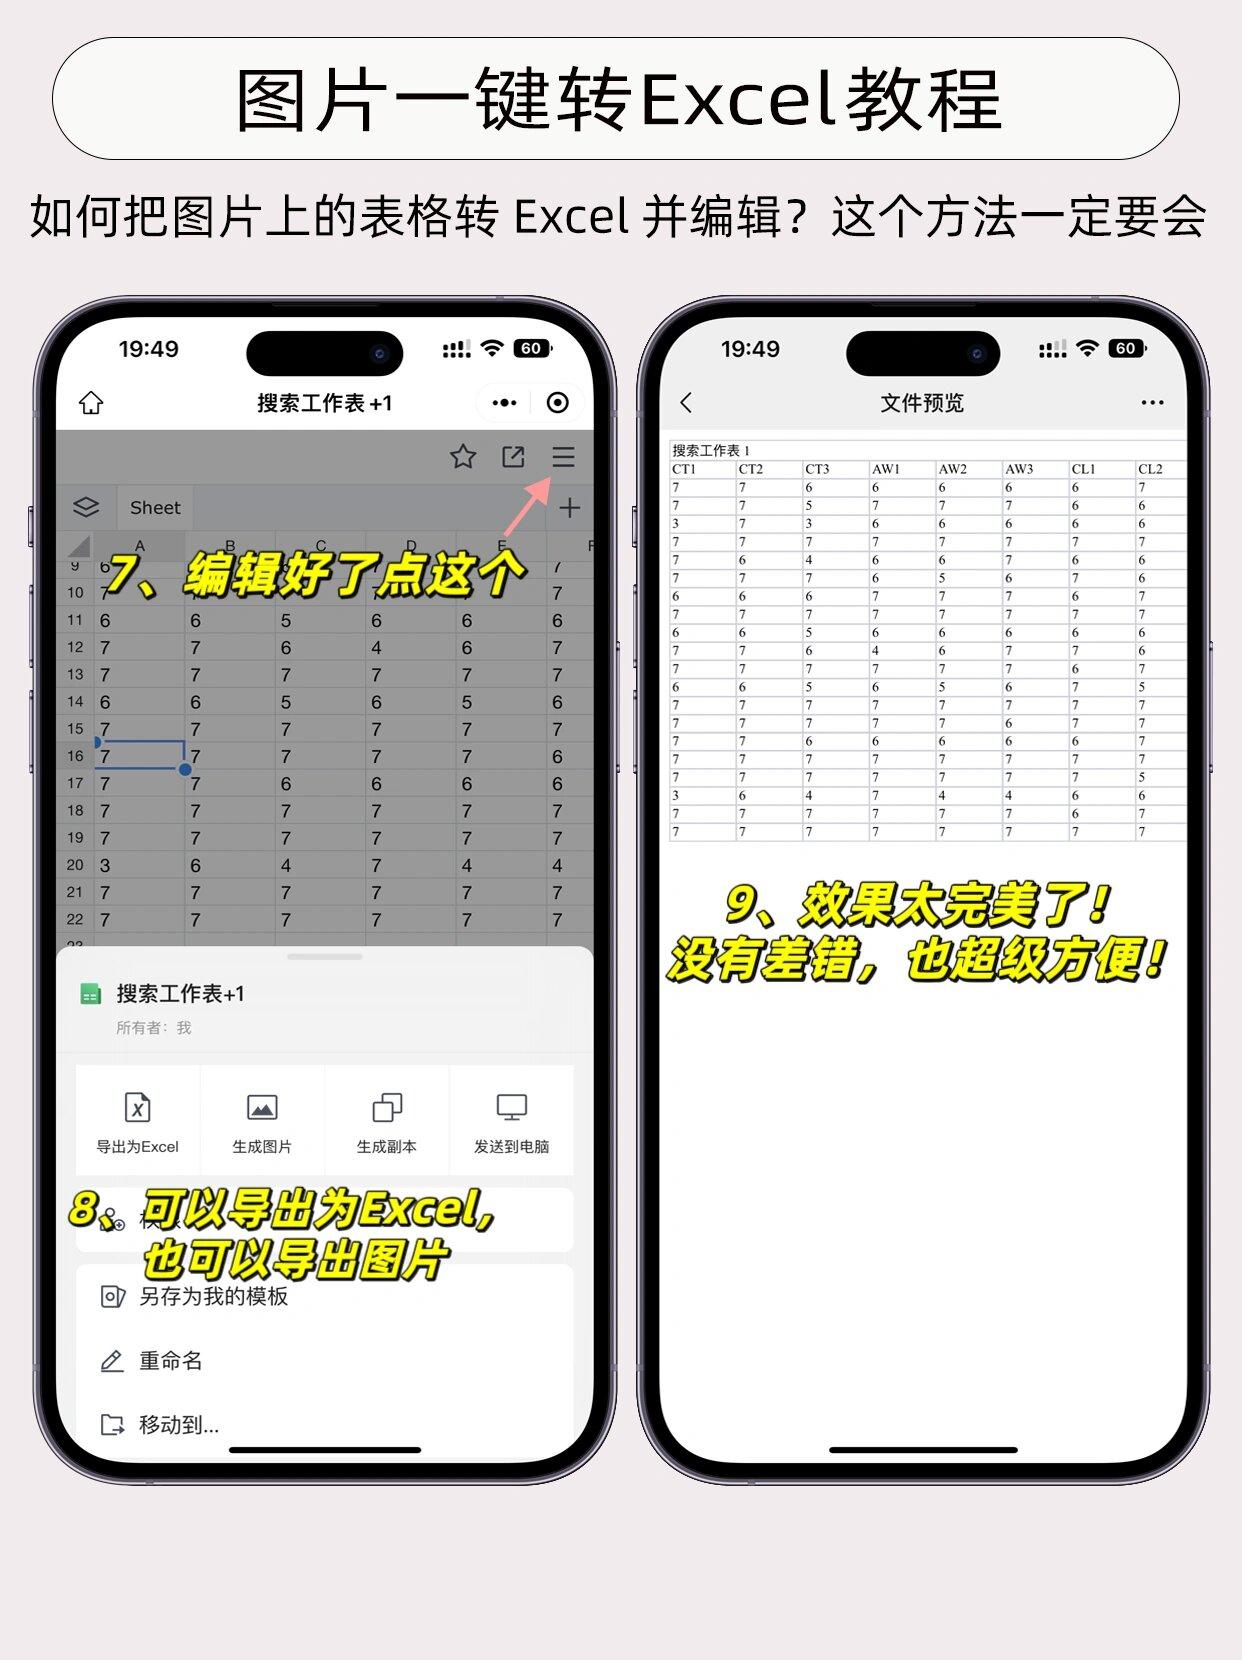 图片一键转Excel教程
如何把图片上的表格转 Excel 并编辑？这个方法一定要会
19:49
60
搜索工作表+1
Sheet
A B C D E F
7、编辑好了点这个
9 6 7
10 7 7
11 6 6 5 6 6 6
12 7 7 6 4 6 7
13 7 7 7 7 7 7
14 6 6 5 6 5 6
15 7 7 7 7 7 7
16 7 7 7 7 7 6
17 7 7 6 6 6 6
18 7 7 7 7 7 7
19 7 7 7 7 7 7
20 3 6 4 7 4 4
21 7 7 7 7 7 7
22 7 7 7 7 7 7
23
搜索工作表+1
所有者：我
导出为Excel 生成图片 生成副本 发送到电脑
8、可以导出为Excel，
也可以导出图片
另存为我的模板
重命名
移动到...
19:49
60
文件预览
搜索工作表 1
CT1 CT2 CT3 AW1 AW2 AW3 CL1 CL2
7 7 6 6 6 6 6 7
7 7 5 7 7 7 6 6
3 7 3 6 6 6 6 6
7 7 7 7 7 7 7 7
7 6 4 6 6 7 6 6
7 7 7 6 5 6 7 6
6 6 6 7 7 7 6 7
7 7 7 7 7 7 7 7
6 6 5 6 6 6 6 6
7 7 6 4 6 7 7 6
7 7 7 7 7 7 6 7
6 6 5 6 5 6 7 5
7 7 7 7 7 7 7 7
7 7 7 7 7 6 7 7
7 7 6 6 6 6 6 7
7 7 7 7 7 7 7 7
7 7 7 7 7 7 7 5
3 6 4 7 4 4 6 6
7 7 7 7 7 7 6 7
7 7 7 7 7 7 7 7
9、效果太完美了！
没有差错，也超级方便！